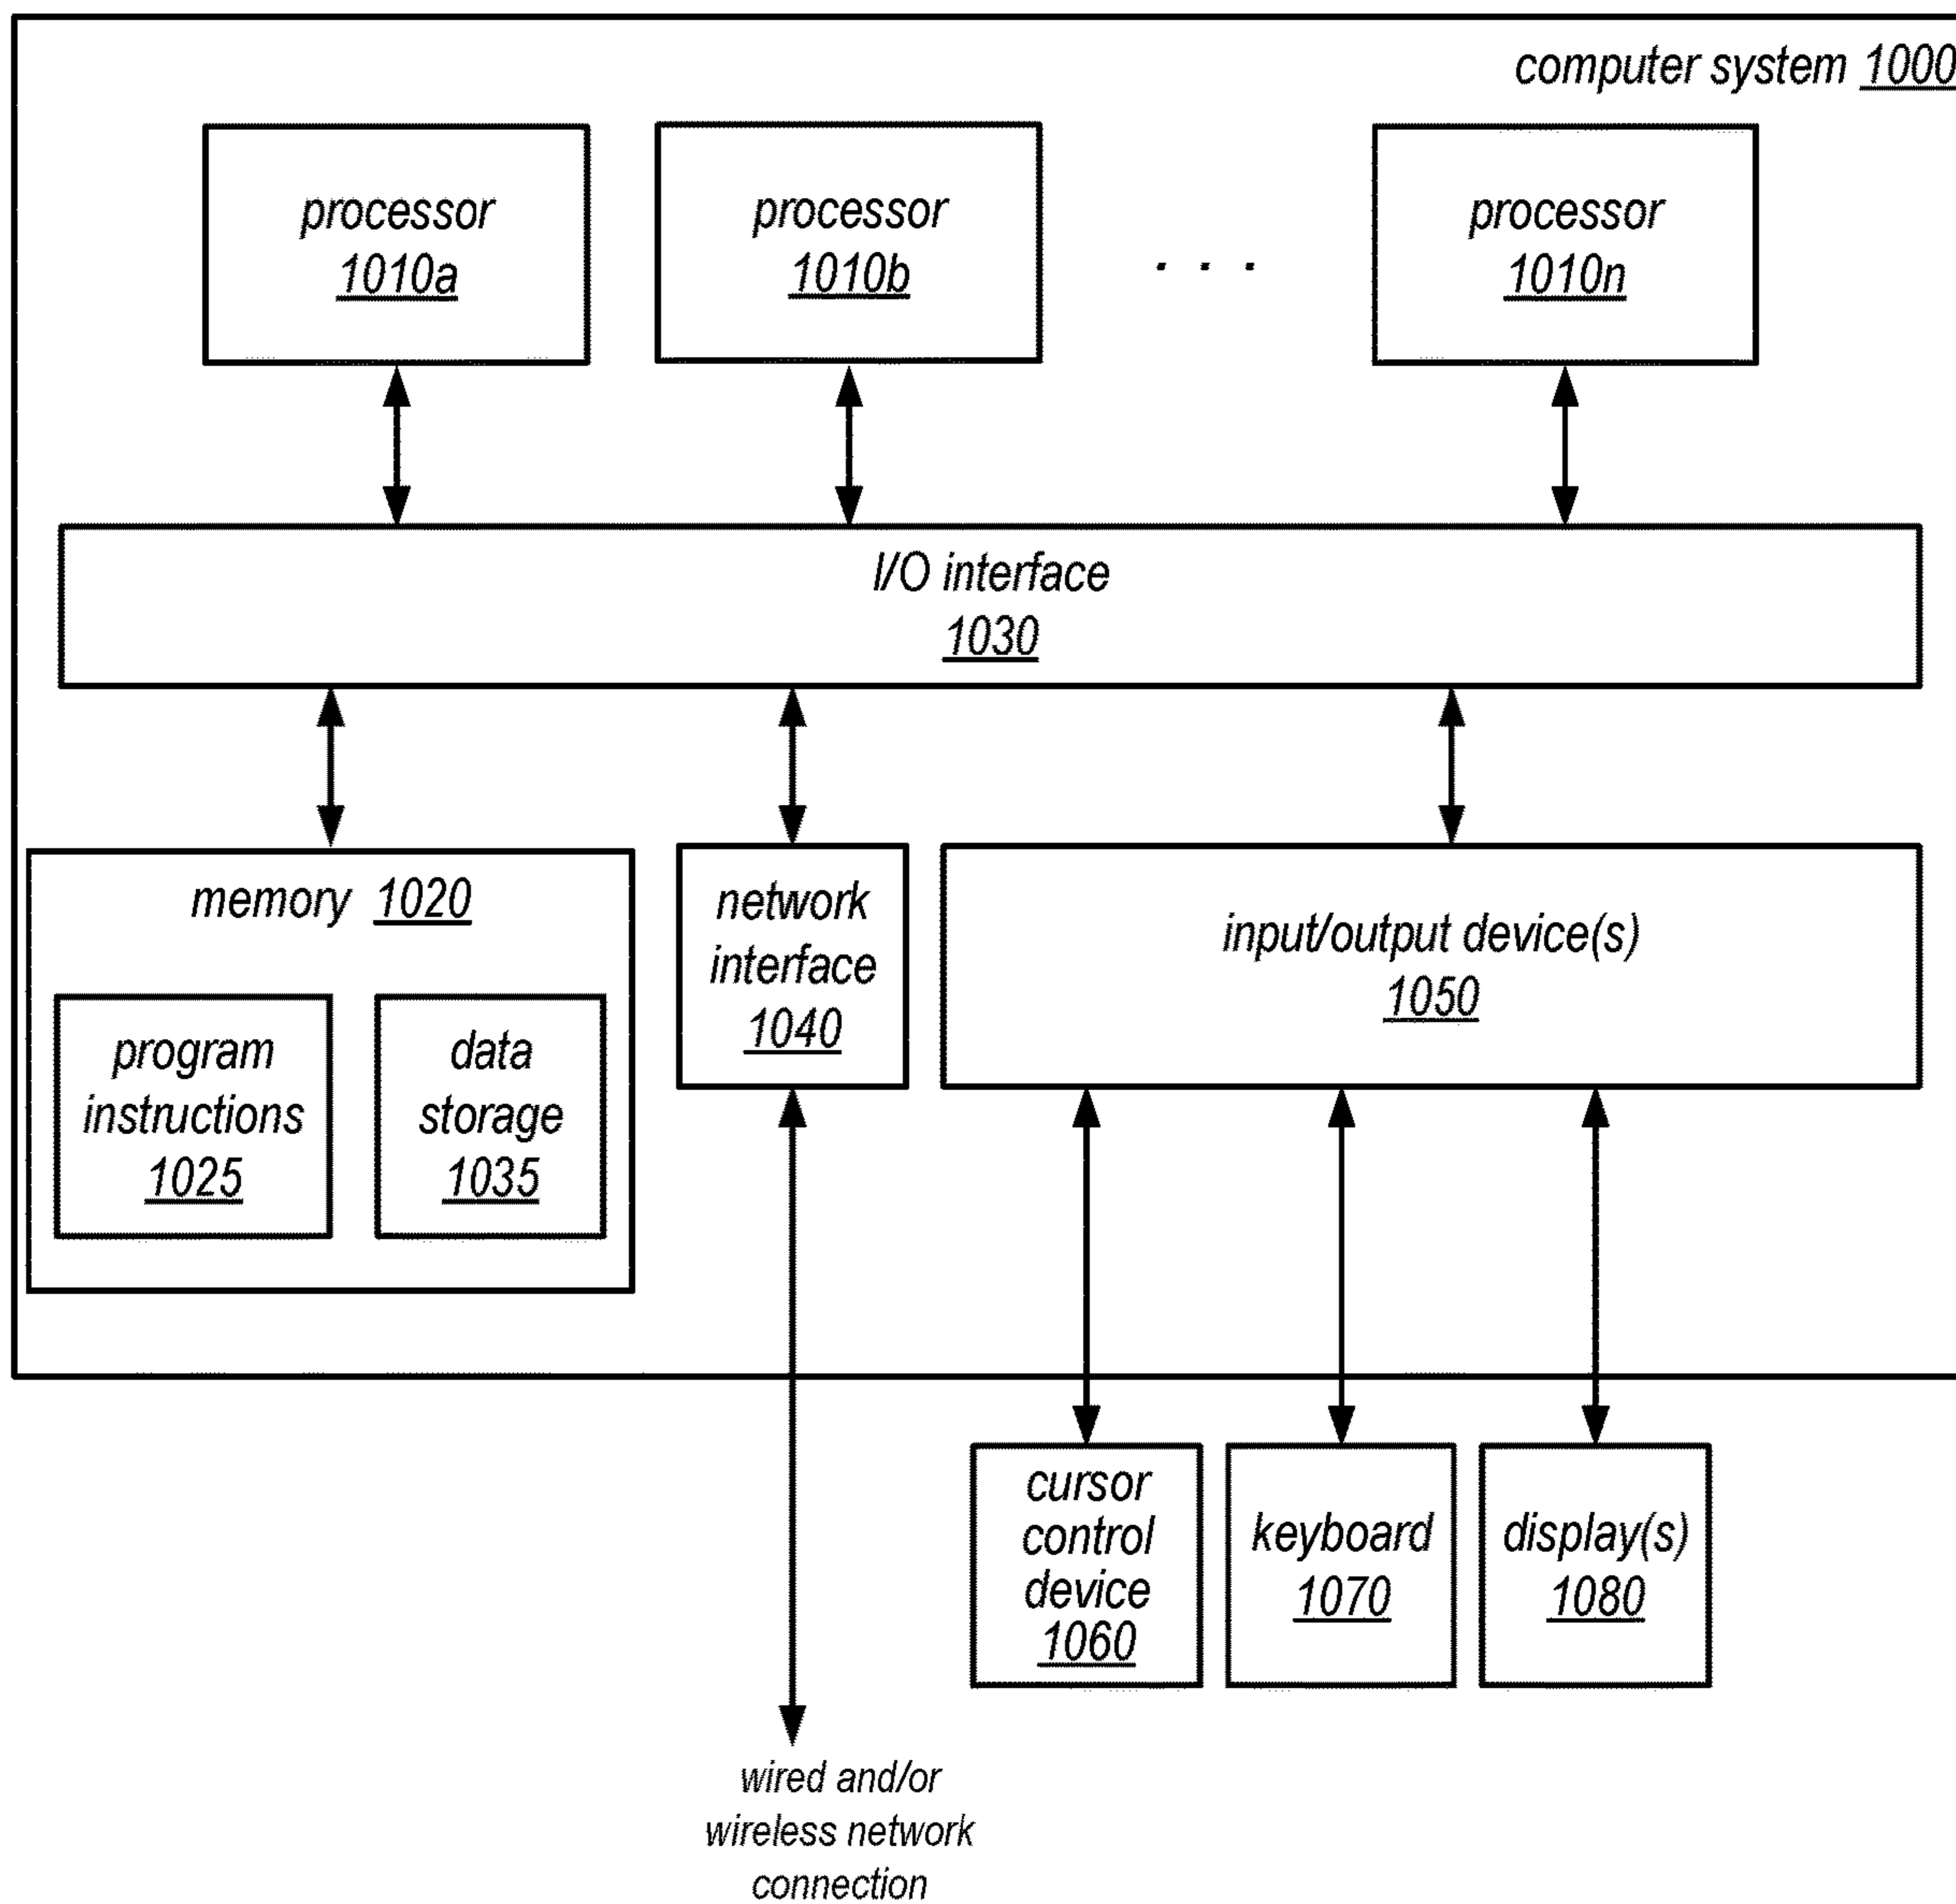 computer system 1000
processor
1010a
processor
1010b
. . .
processor
1010n
I/O interface
1030
memory 1020
program
instructions
1025
data
storage
1035
network
interface
1040
input/output device(s)
1050
cursor
control
device
1060
keyboard
1070
display(s)
1080
wired and/or
wireless network
connection